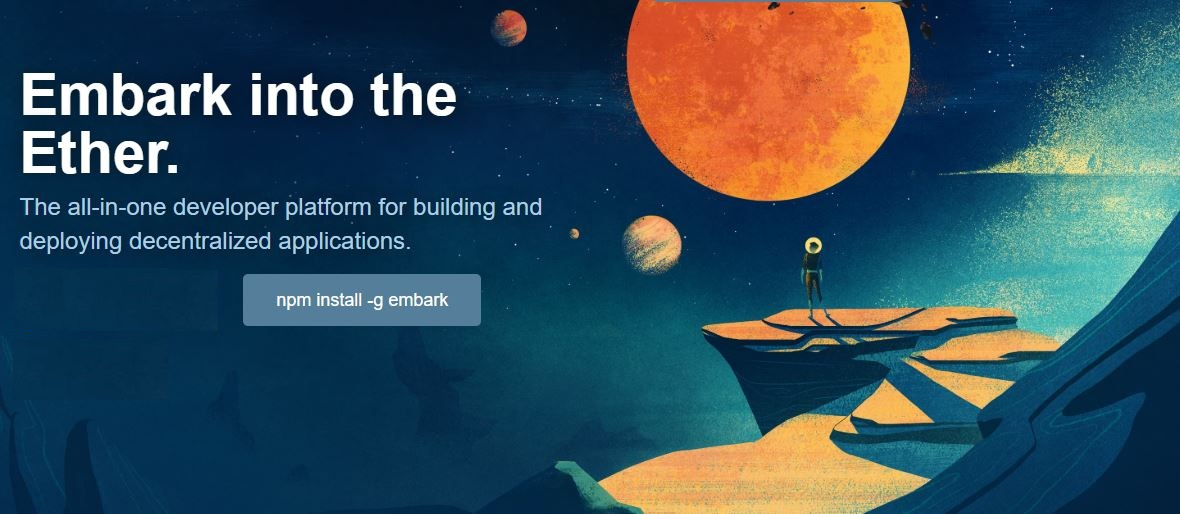 Embark into the
Ether.
The all-in-one developer platform for building and
deploying decentralized applications.
npm install -g embark